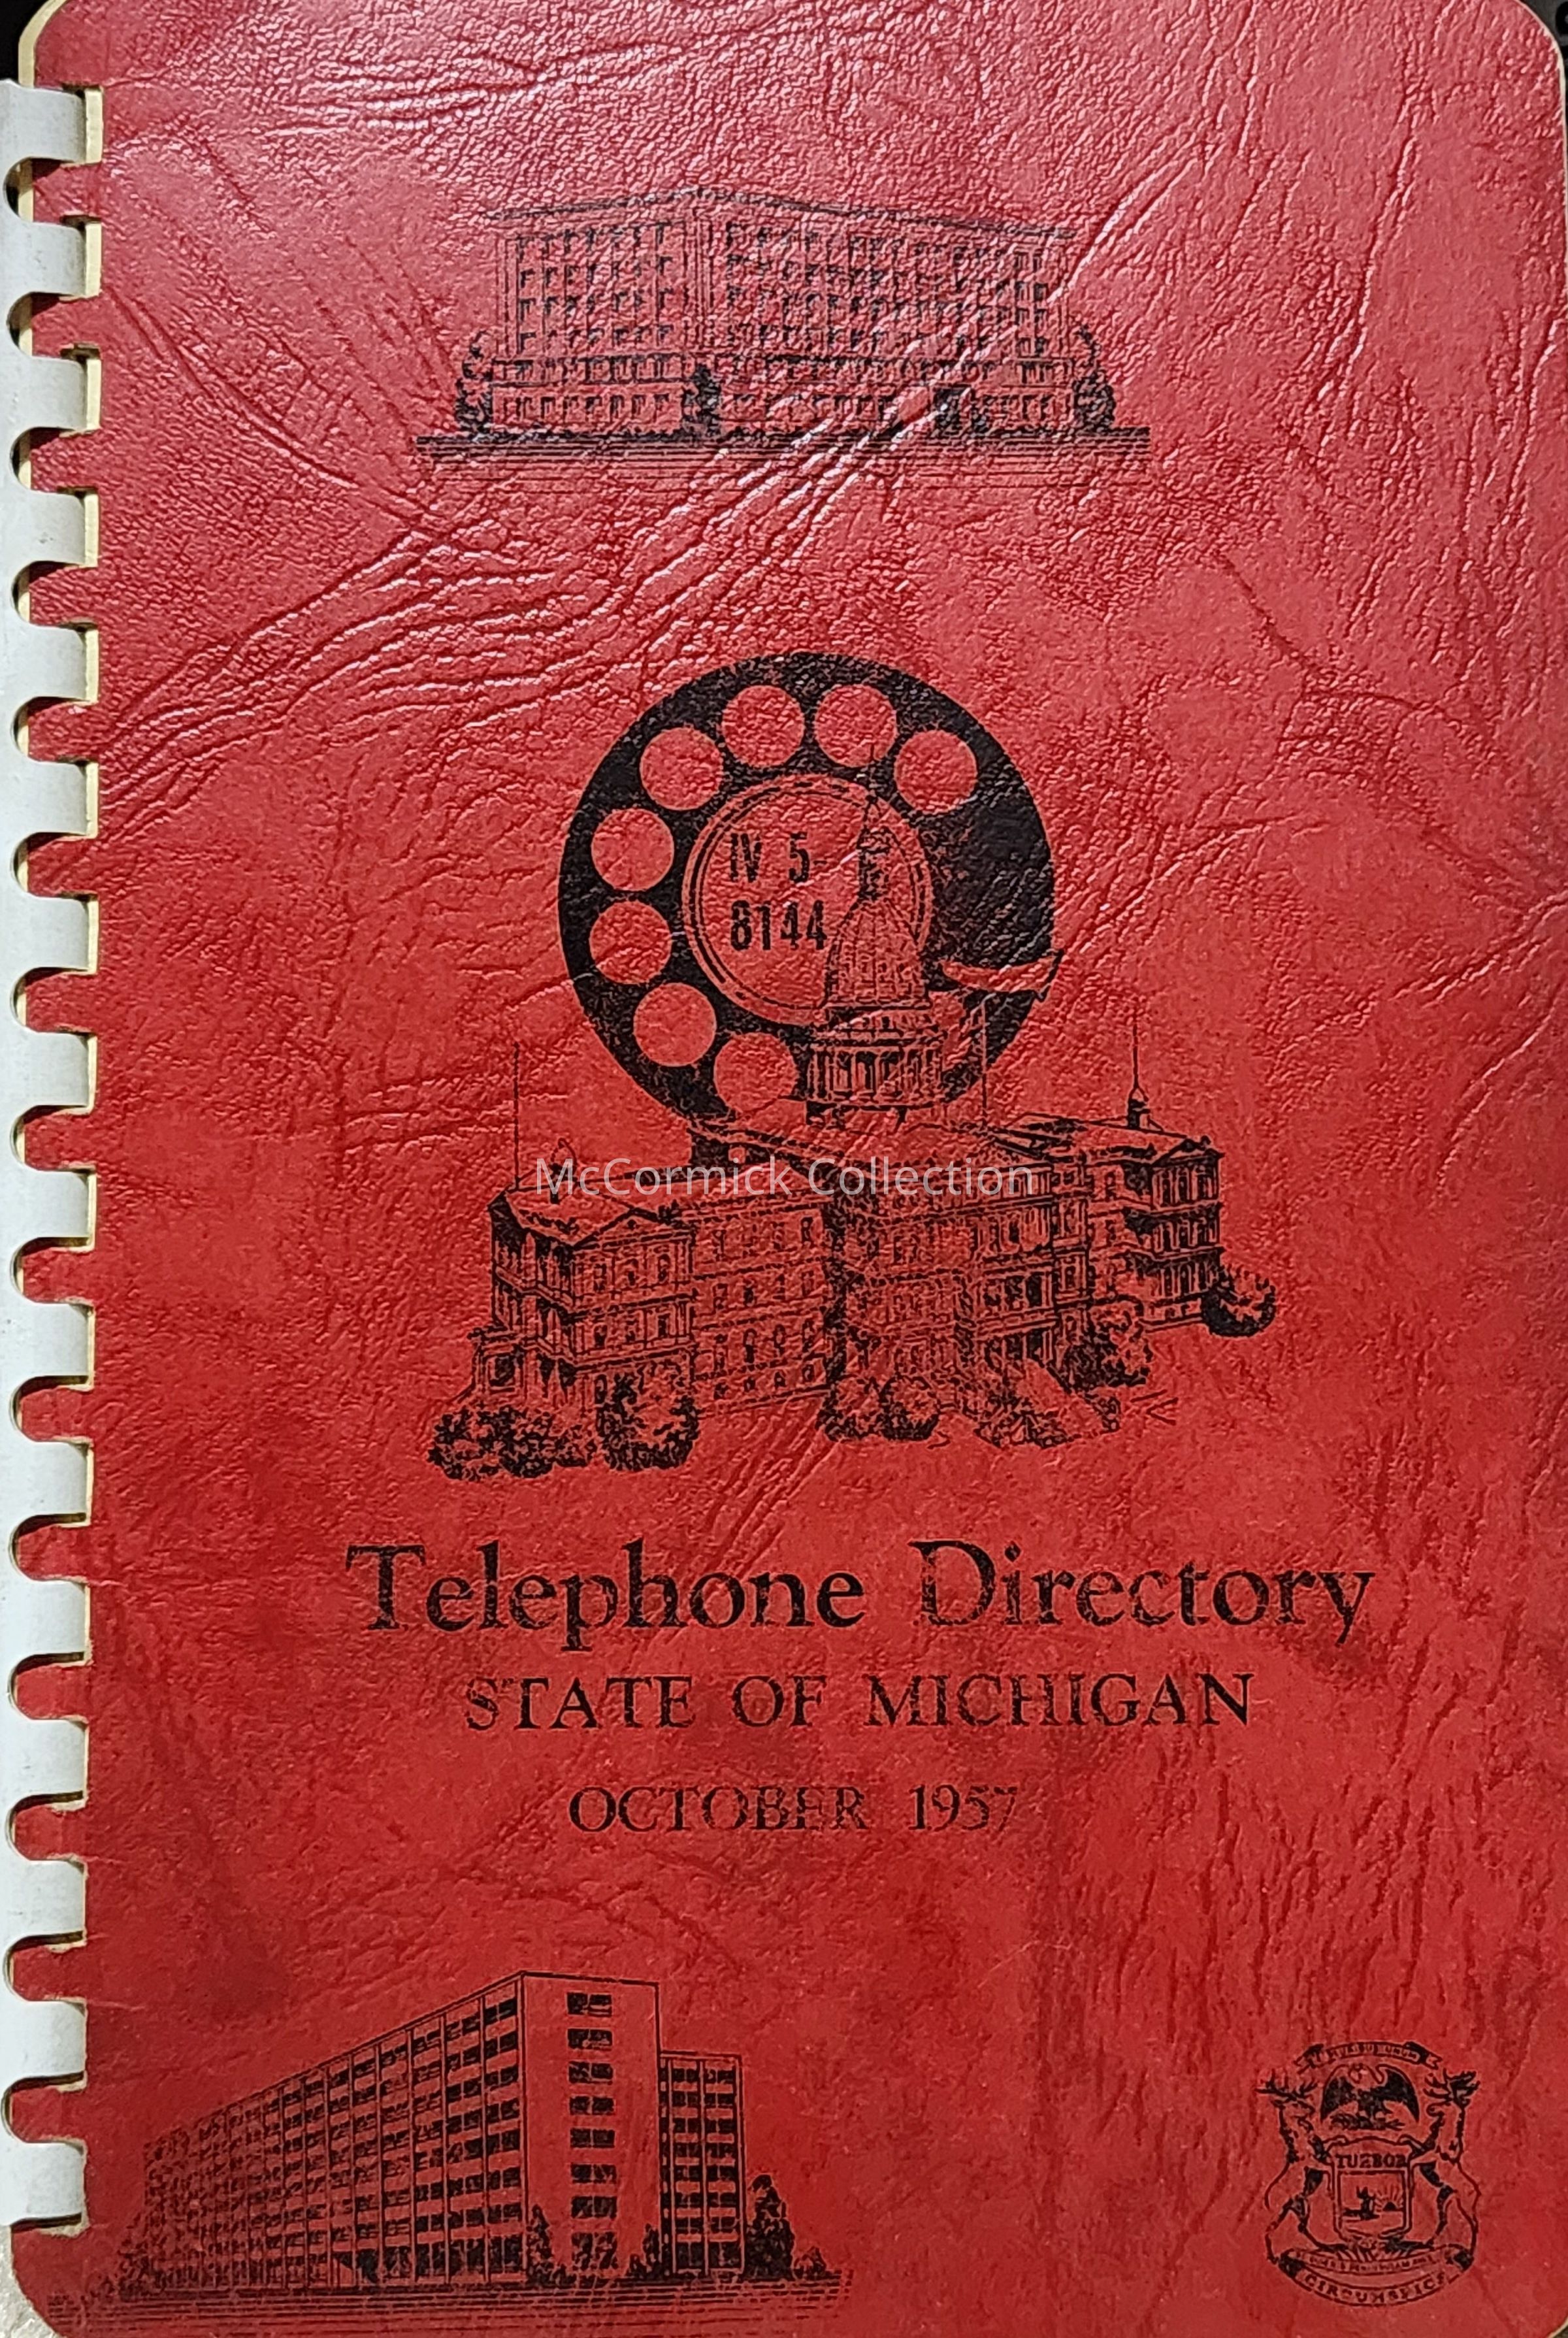 IV 5-
8144
McCormick Collection
Telephone Directory
STATE OF MICHIGAN
OCTOBER 1957
TUEBOR